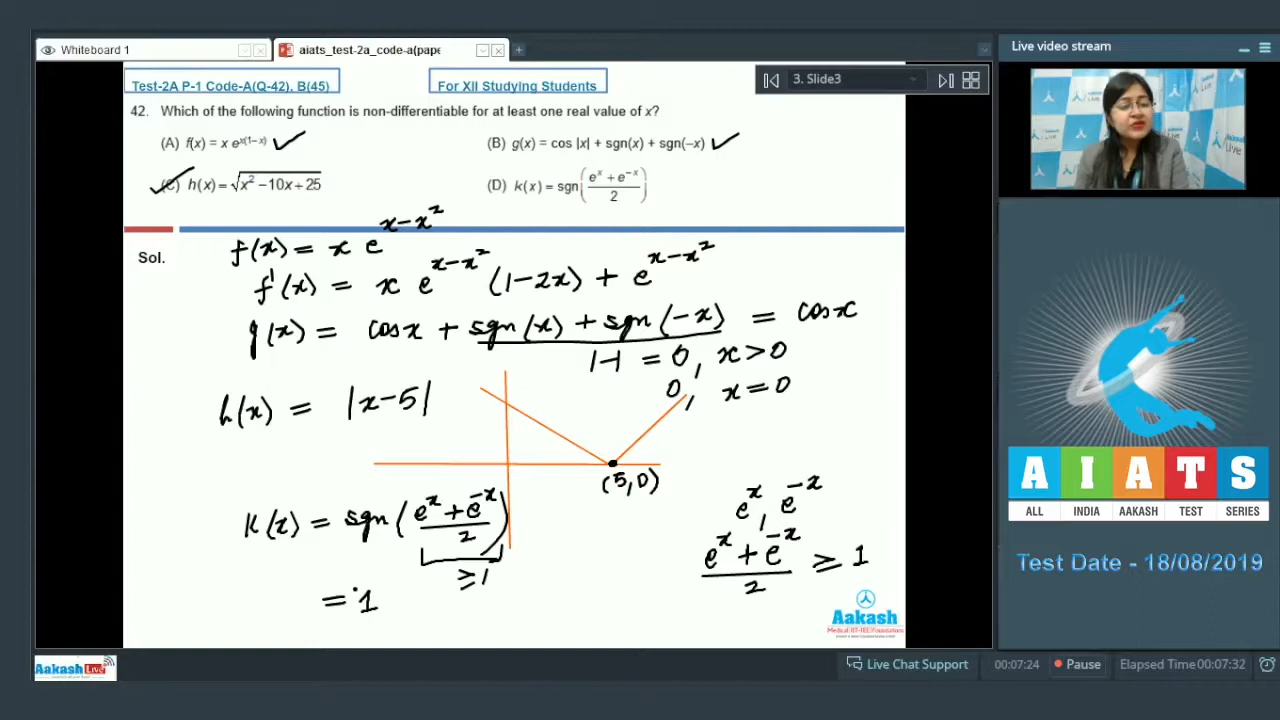 Whiteboard 1
aiats_test-2a_code-a(pape
Live video stream
Test-2A P-1 Code-A(Q-42), B(45)
For XII Studying Students
3. Slide3
42. Which of the following function is non-differentiable for at least one real value of x?
(A) f(x) = x e^{x(1–x)} ✓
(B) g(x) = cos |x| + sgn(x) + sgn(–x) ✓
(C) h(x) = √(x² – 10x + 25)
(D) k(x) = sgn((e^x + e^{–x})/2)
Sol.
f(x) = x e^{x–x²}
f'(x) = x e^{x–x²} (1–2x) + e^{x–x²}
g(x) = cosx + sgn(x) + sgn(–x) = cosx
1–1 = 0, x>0
0, x=0
h(x) = |x–5|
(5,0)
K(x) = sgn((e^x + e^{–x})/2)
≥1
= 1
e^x, e^{–x}
(e^x + e^{–x})/2 ≥ 1
Aakash
Medical|IIT-JEE|Foundations
AIATS
ALL INDIA AAKASH TEST SERIES
Test Date - 18/08/2019
Aakash Live
Live Chat Support
00:07:24
Pause
Elapsed Time 00:07:32